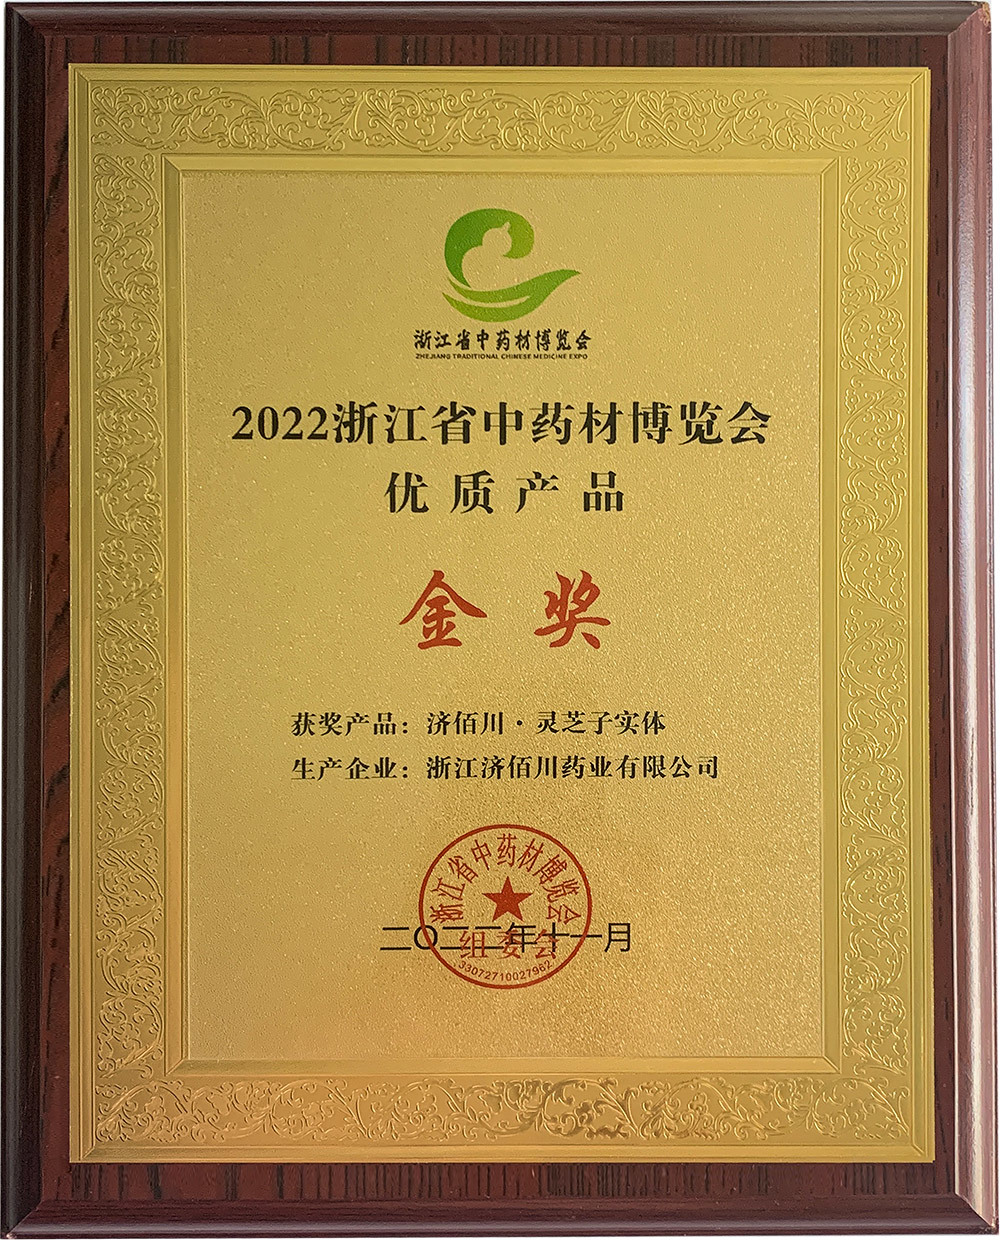 浙江省中药材博览会
ZHEJIANG TRADITIONAL CHINESE MEDICINE EXPO
2022浙江省中药材博览会
优质产品
金奖
获奖产品：济佰川·灵芝子实体
生产企业：浙江济佰川药业有限公司
浙江省中药材博览会
二〇二二年十一月
组委会
33072710027962